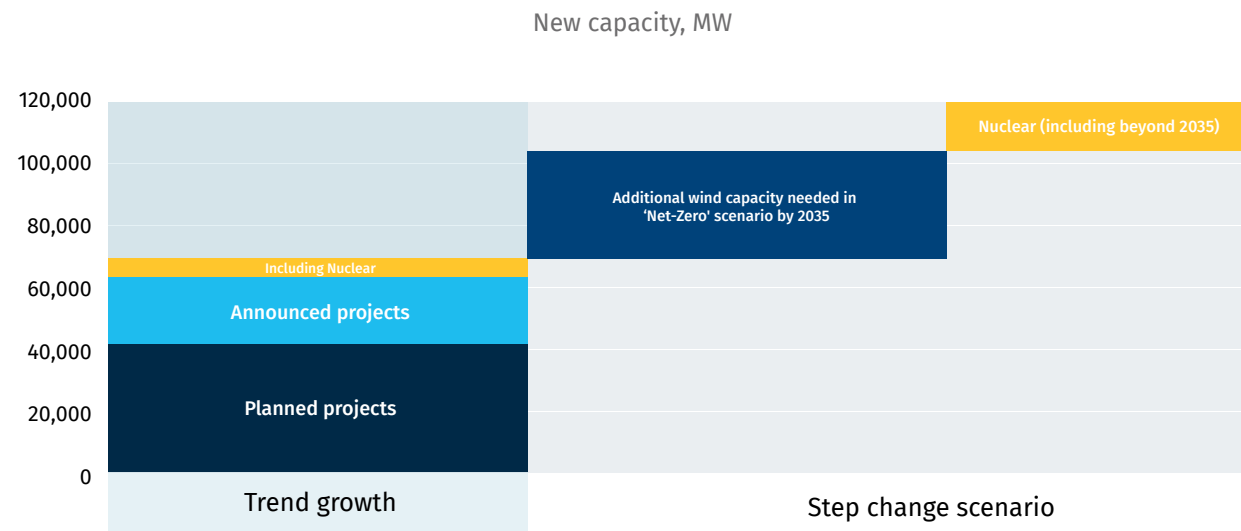 New capacity, MW
120,000
100,000
80,000
60,000
40,000
20,000
0
Nuclear (including beyond 2035)
Additional wind capacity needed in
‘Net-Zero' scenario by 2035
Including Nuclear
Announced projects
Planned projects
Trend growth
Step change scenario